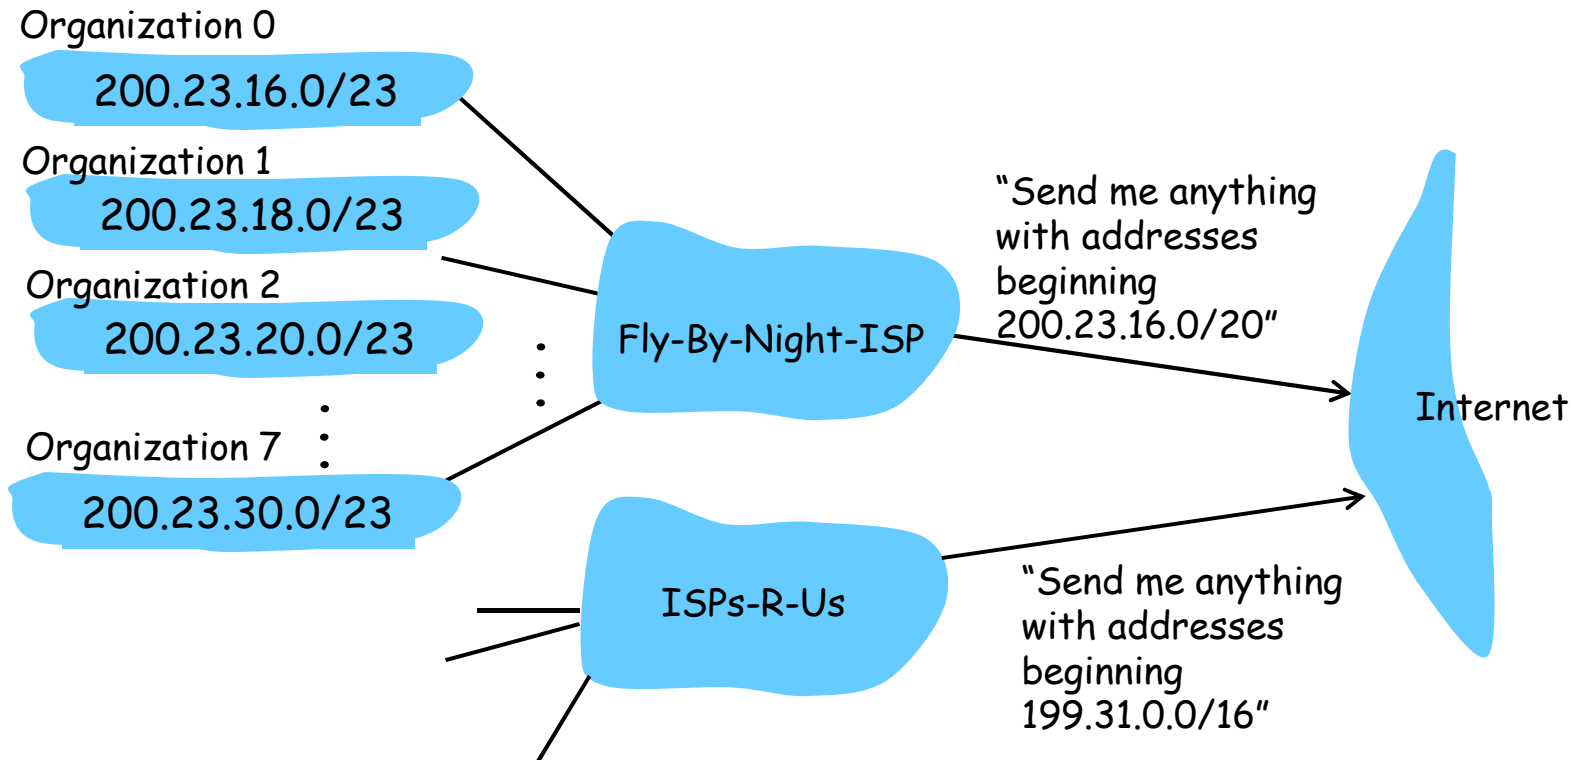 Organization 0
200.23.16.0/23
Organization 1
200.23.18.0/23
Organization 2
200.23.20.0/23
Organization 7
200.23.30.0/23
Fly-By-Night-ISP
“Send me anything
with addresses
beginning
200.23.16.0/20”
Internet
ISPs-R-Us
“Send me anything
with addresses
beginning
199.31.0.0/16”